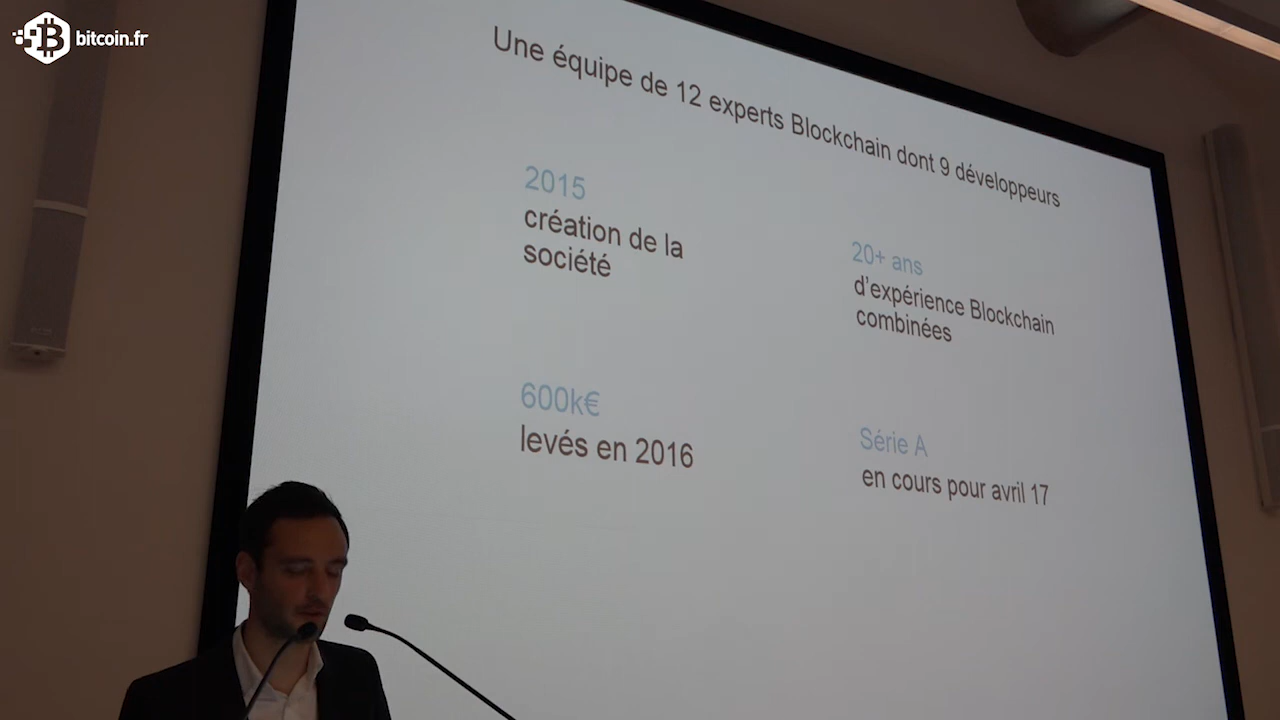 bitcoin.fr
Une équipe de 12 experts Blockchain dont 9 développeurs
2015
création de la
société
20+ ans
d'expérience Blockchain
combinées
600k€
levés en 2016
Série A
en cours pour avril 17